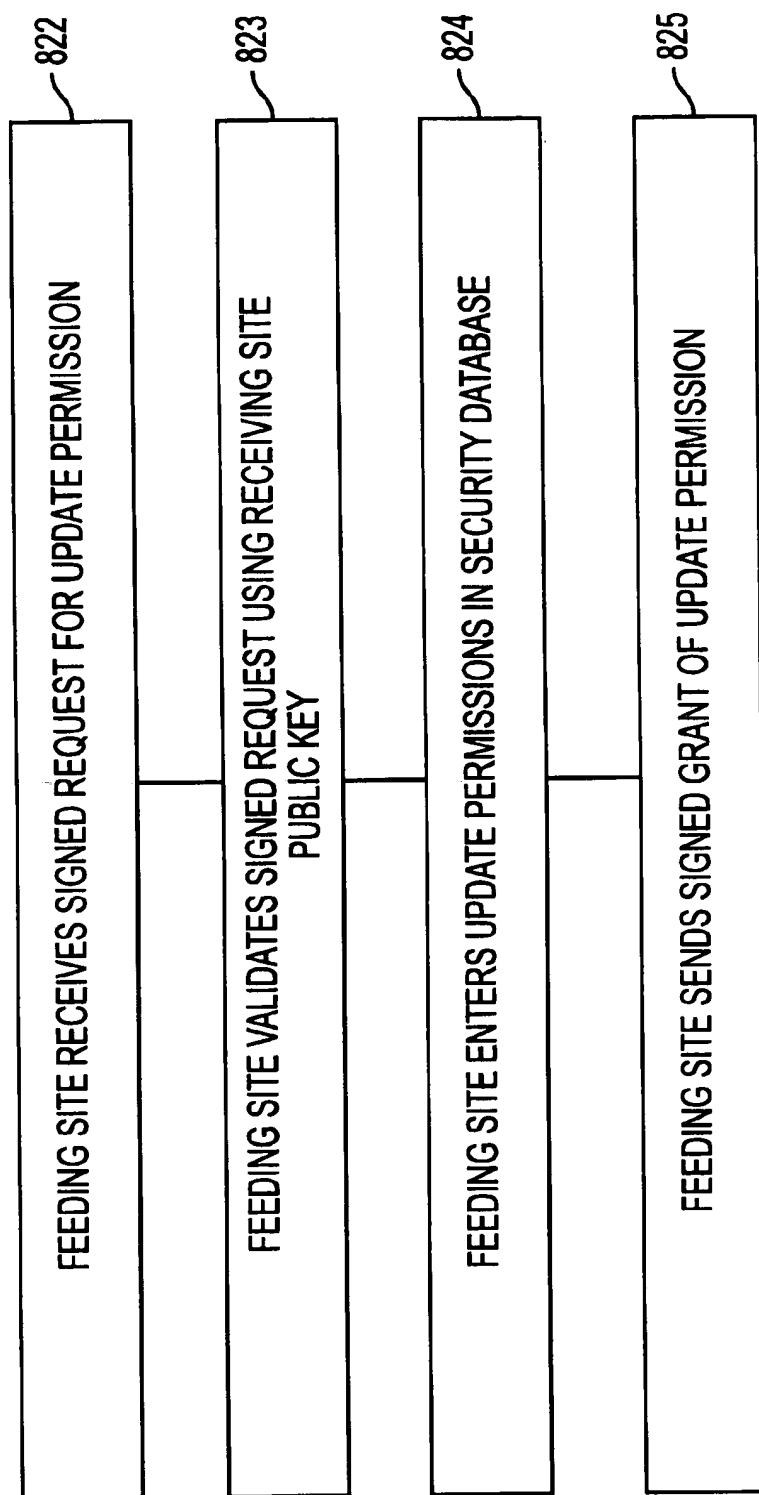 FEEDING SITE RECEIVES SIGNED REQUEST FOR UPDATE PERMISSION
822
FEEDING SITE VALIDATES SIGNED REQUEST USING RECEIVING SITE
PUBLIC KEY
823
FEEDING SITE ENTERS UPDATE PERMISSIONS IN SECURITY DATABASE
824
FEEDING SITE SENDS SIGNED GRANT OF UPDATE PERMISSION
825